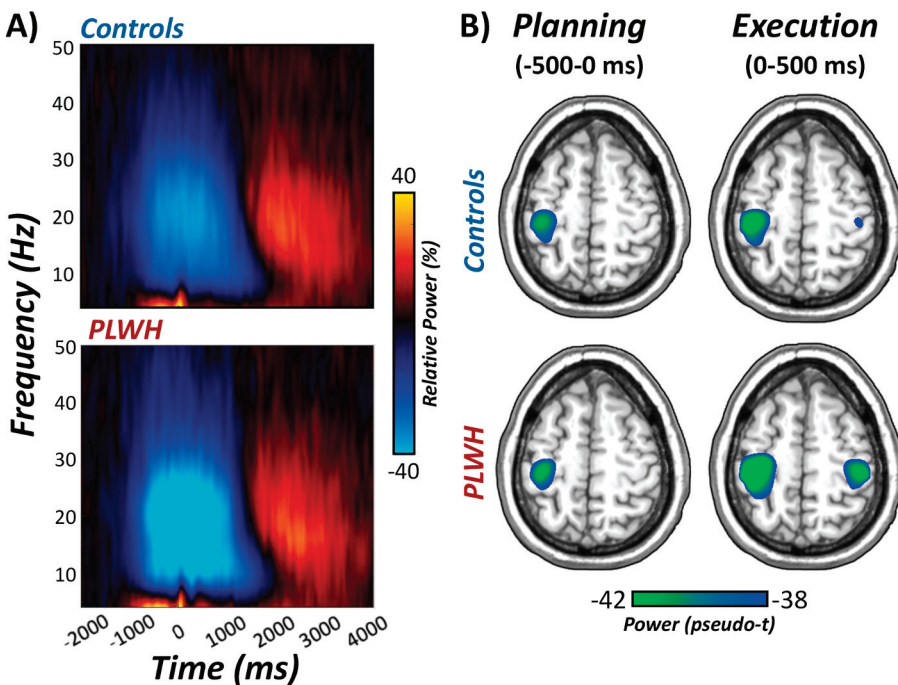 A)
Controls
50
40
30
20
10
PLWH
50
40
30
20
10
Frequency (Hz)
-2000
-1000
0
1000
2000
3000
4000
Time (ms)
40
Relative Power (%)
-40
B)
Planning
(-500-0 ms)
Execution
(0-500 ms)
Controls
PLWH
-42
-38
Power (pseudo-t)